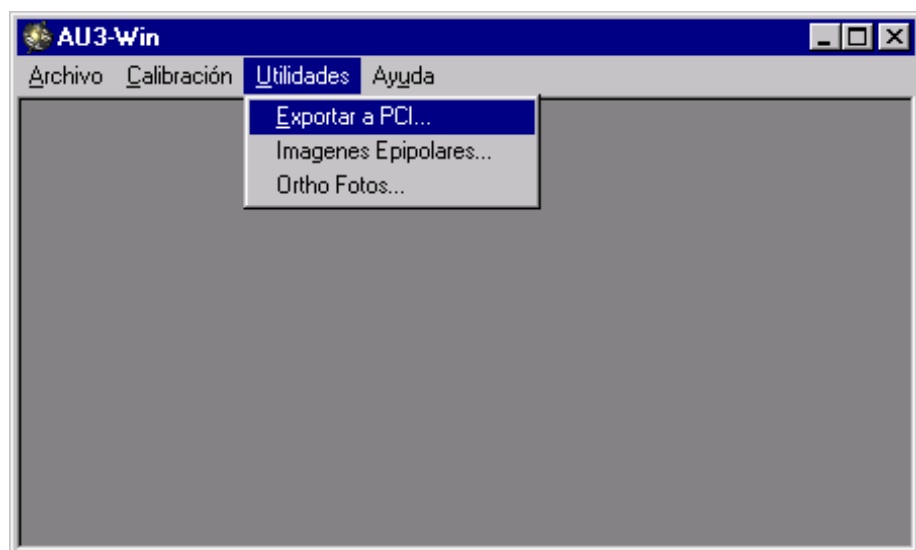 AU3-Win
Archivo Calibración Utilidades Ayuda
Exportar a PCI...
Imagenes Epipolares...
Ortho Fotos...